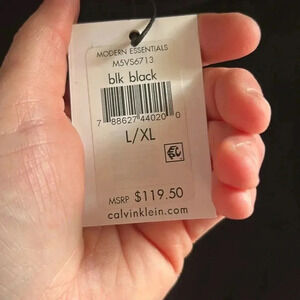 MODERN ESSENTIALS
M5VS6713
blk black
7 88627 44020 0
L/XL
MSRP $119.50
calvinklein.com